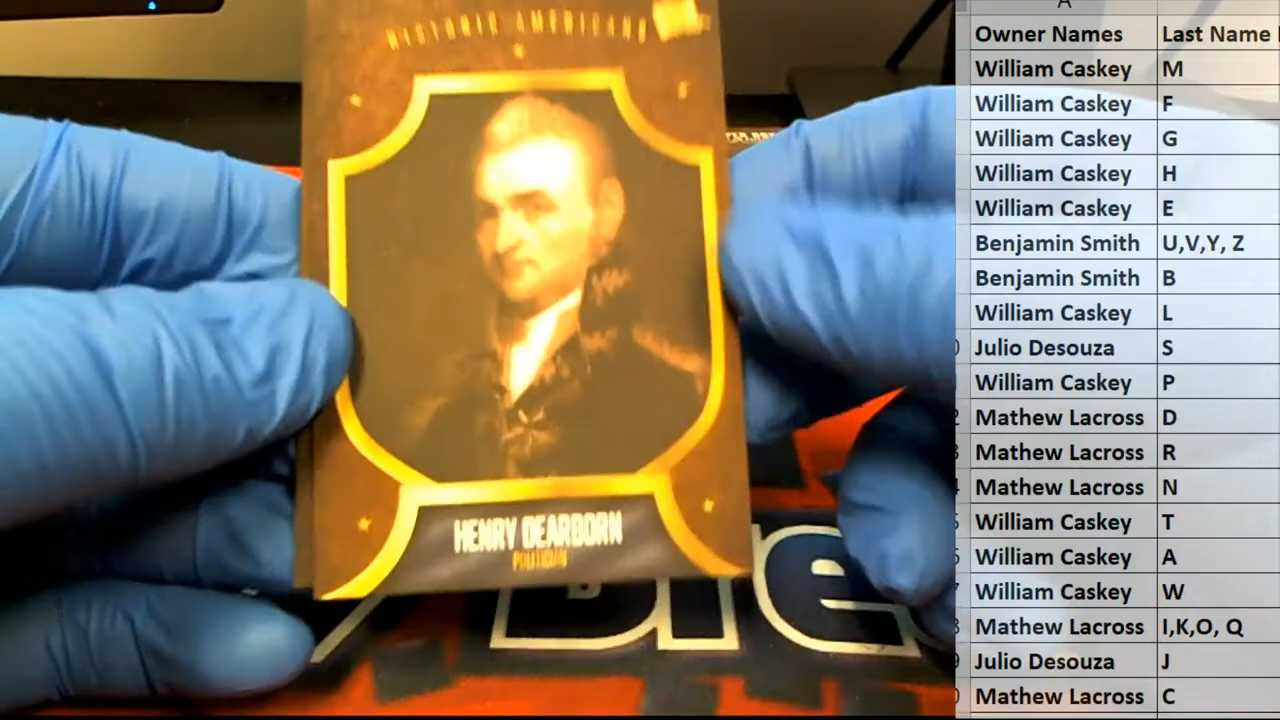 HISTORIC AMERICANS
HENRY DEARBORN
POLITICIAN
A
Owner Names Last Name
William Caskey M
William Caskey F
William Caskey G
William Caskey H
William Caskey E
Benjamin Smith U,V,Y, Z
Benjamin Smith B
William Caskey L
Julio Desouza S
William Caskey P
Mathew Lacross D
Mathew Lacross R
Mathew Lacross N
William Caskey T
William Caskey A
William Caskey W
Mathew Lacross I,K,O, Q
Julio Desouza J
Mathew Lacross C